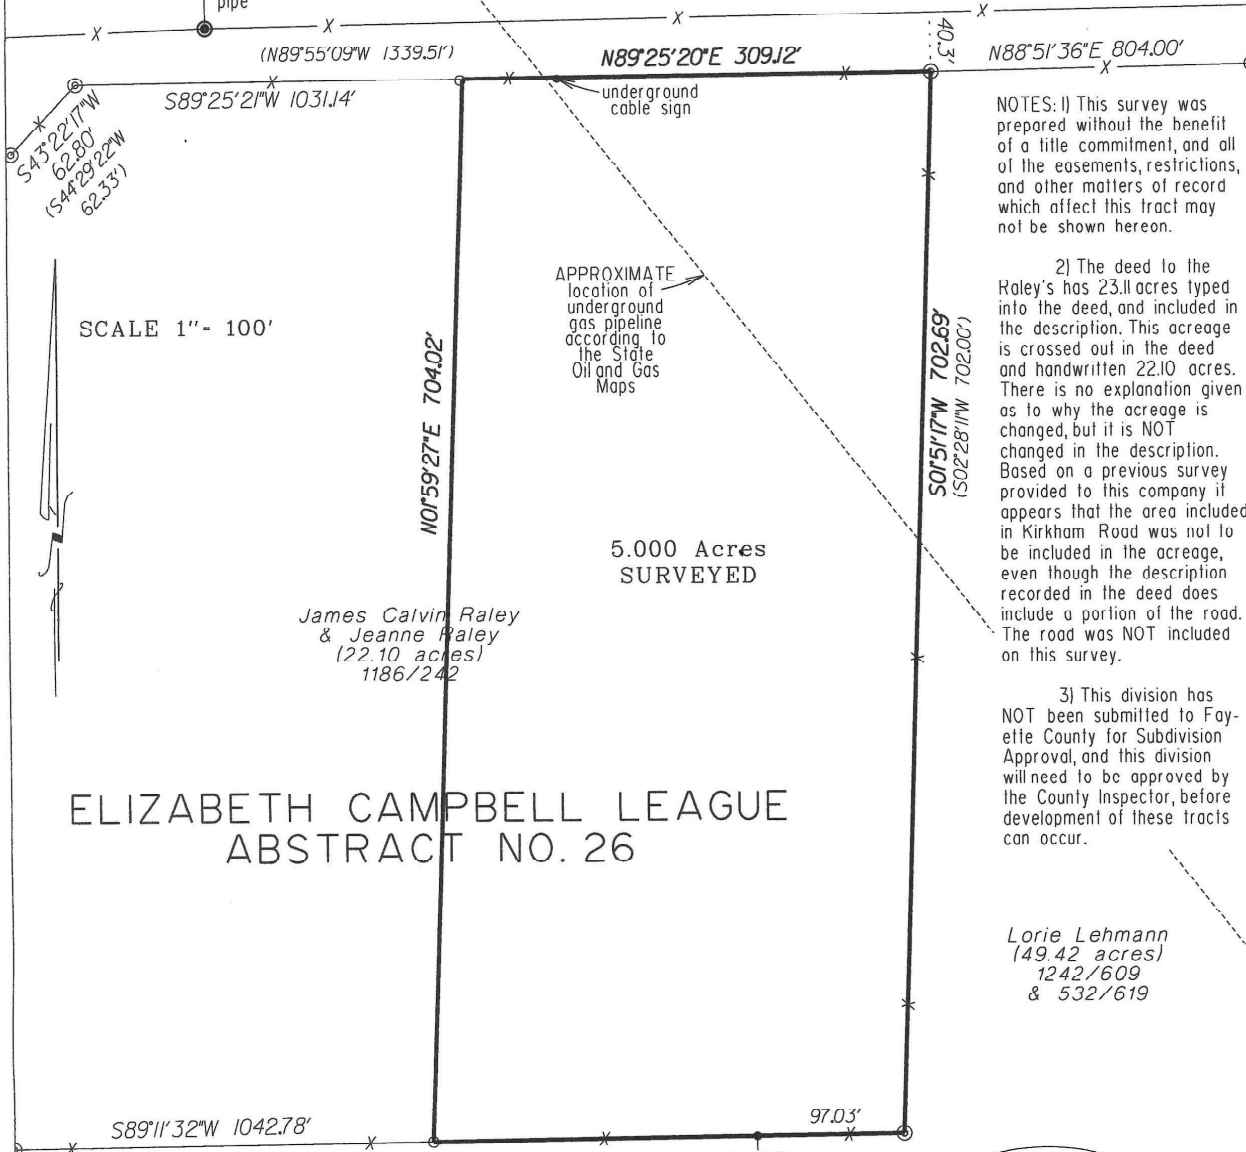 pipe
(N89°55'09"W 1339.51')
N89°25'20"E 309.12'
40.3'
N88°51'36"E 804.00'
S89°25'21"W 1031.14'
underground
cable sign
S43°22'17"W
62.80'
(S44°29'22"W
62.33')
NOTES: 1) This survey was
prepared without the benefit
of a title commitment, and all
of the easements, restrictions,
and other matters of record
which affect this tract may
not be shown hereon.
2) The deed to the
Raley's has 23.11 acres typed
into the deed, and included in
the description. This acreage
is crossed out in the deed
and handwritten 22.10 acres.
There is no explanation given
as to why the acreage is
changed, but it is NOT
changed in the description.
Based on a previous survey
provided to this company it
appears that the area included
in Kirkham Road was not to
be included in the acreage,
even though the description
recorded in the deed does
include a portion of the road.
The road was NOT included
on this survey.
3) This division has
NOT been submitted to Fay-
ette County for Subdivision
Approval, and this division
will need to be approved by
the County Inspector, before
development of these tracts
can occur.
APPROXIMATE
location of
underground
gas pipeline
according to
the State
Oil and Gas
Maps
SCALE 1"- 100'
N
N01°59'27"E 704.02'
S01°51'17"W 702.69'
(S02°28'11"W 702.00')
5.000 Acres
SURVEYED
James Calvin Raley
& Jeanne Raley
(22.10 acres)
1186/242
ELIZABETH CAMPBELL LEAGUE
ABSTRACT NO. 26
Lorie Lehmann
(49.42 acres)
1242/609
& 532/619
S89°11'32"W 1042.78'
97.03'